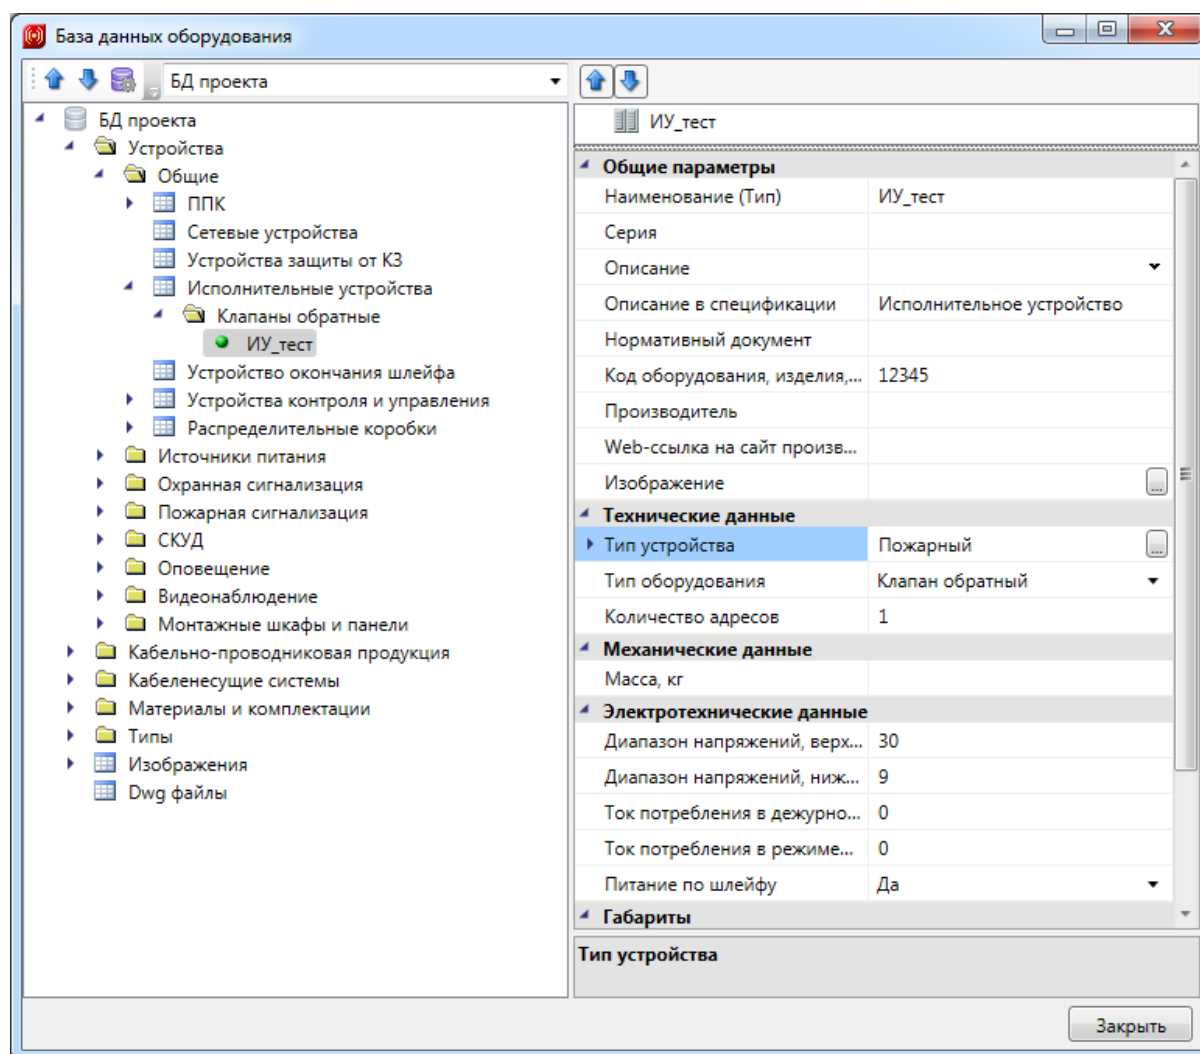 База данных оборудования
БД проекта
БД проекта
Устройства
Общие
ППК
Сетевые устройства
Устройства защиты от КЗ
Исполнительные устройства
Клапаны обратные
ИУ_тест
Устройство окончания шлейфа
Устройства контроля и управления
Распределительные коробки
Источники питания
Охранная сигнализация
Пожарная сигнализация
СКУД
Оповещение
Видеонаблюдение
Монтажные шкафы и панели
Кабельно-проводниковая продукция
Кабеленесущие системы
Материалы и комплектации
Типы
Изображения
Dwg файлы
ИУ_тест
Общие параметры
Наименование (Тип) ИУ_тест
Серия
Описание
Описание в спецификации Исполнительное устройство
Нормативный документ
Код оборудования, изделия,... 12345
Производитель
Web-ссылка на сайт произв...
Изображение ...
Технические данные
Тип устройства Пожарный ...
Тип оборудования Клапан обратный
Количество адресов 1
Механические данные
Масса, кг
Электротехнические данные
Диапазон напряжений, верх... 30
Диапазон напряжений, ниж... 9
Ток потребления в дежурно... 0
Ток потребления в режиме... 0
Питание по шлейфу Да
Габариты
Тип устройства
Закрыть